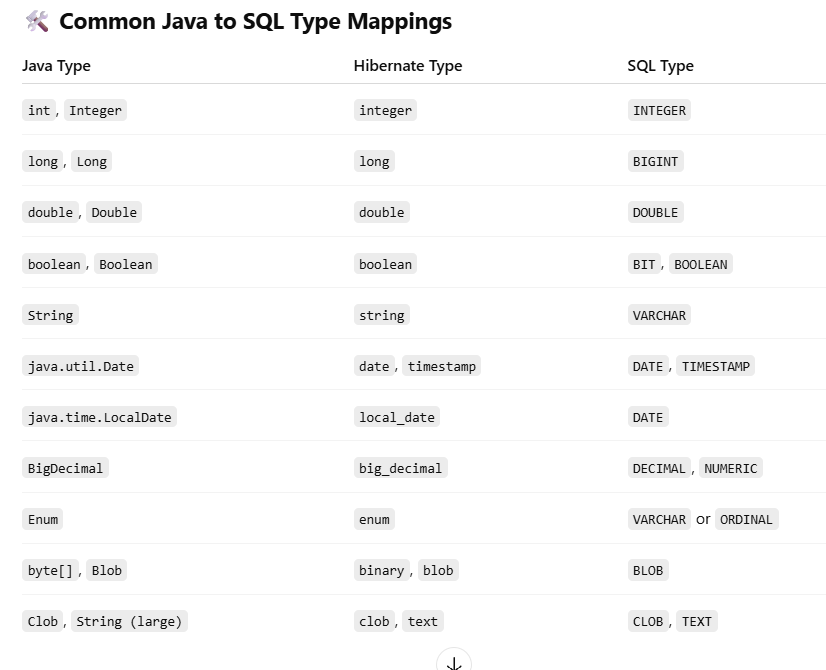 🛠 Common Java to SQL Type Mappings
Java Type Hibernate Type SQL Type
int, Integer integer INTEGER
long, Long long BIGINT
double, Double double DOUBLE
boolean, Boolean boolean BIT, BOOLEAN
String string VARCHAR
java.util.Date date, timestamp DATE, TIMESTAMP
java.time.LocalDate local_date DATE
BigDecimal big_decimal DECIMAL, NUMERIC
Enum enum VARCHAR or ORDINAL
byte[], Blob binary, blob BLOB
Clob, String (large) clob, text CLOB, TEXT